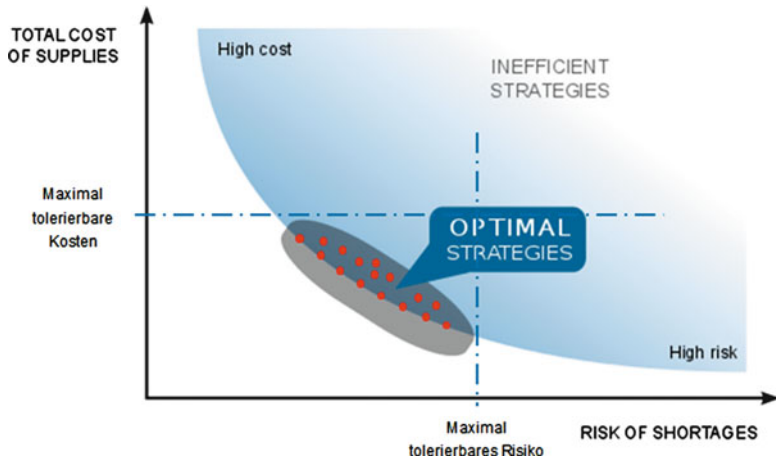 TOTAL COST
OF SUPPLIES
High cost
INEFFICIENT
STRATEGIES
Maximal
tolerierbare
Kosten
OPTIMAL
STRATEGIES
High risk
Maximal
tolerierbares Risiko
RISK OF SHORTAGES